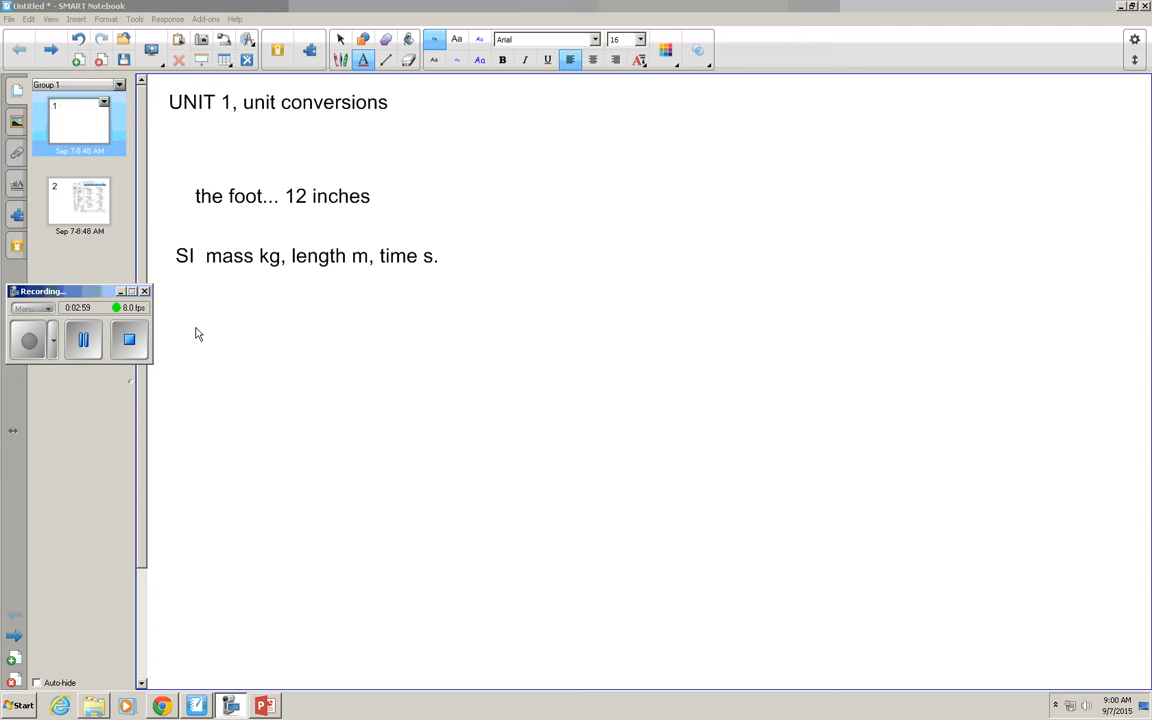 Untitled * - SMART Notebook
File Edit View Insert Format Tools Response Add-ons Help
Arial 16
Group 1
1
Sep 7-8:48 AM
2
Sep 7-8:48 AM
UNIT 1, unit conversions
the foot... 12 inches
SI mass kg, length m, time s.
Recording...
Menu 0:02:59 8.0 fps
Auto-hide
Start
9:00 AM
9/7/2015